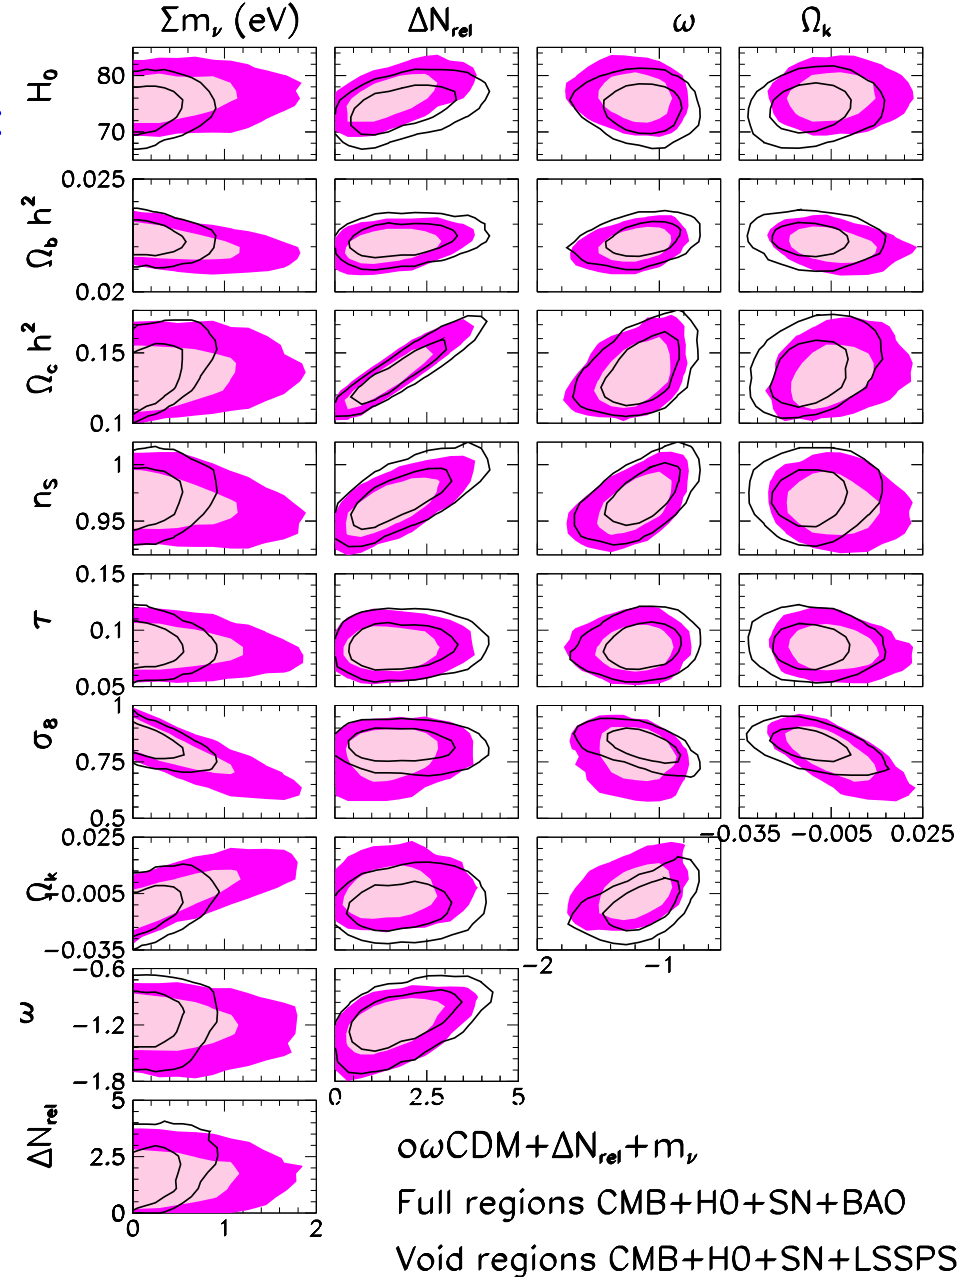 Σm_ν (eV) ΔN_rel ω Ω_k
H_0 80 70
Ω_b h² 0.025 0.02
Ω_c h² 0.15 0.1
n_S 1 0.95
τ 0.15 0.1 0.05
σ_8 1 0.75 0.5
−0.035 −0.005 0.025
Ω_k 0.025 −0.005 −0.035
−2 −1
ω −0.6 −1.2 −1.8
0 2.5 5
ΔN_rel 5 2.5 0
0 1 2
oωCDM+ΔN_rel+m_ν
Full regions CMB+H0+SN+BAO
Void regions CMB+H0+SN+LSSPS